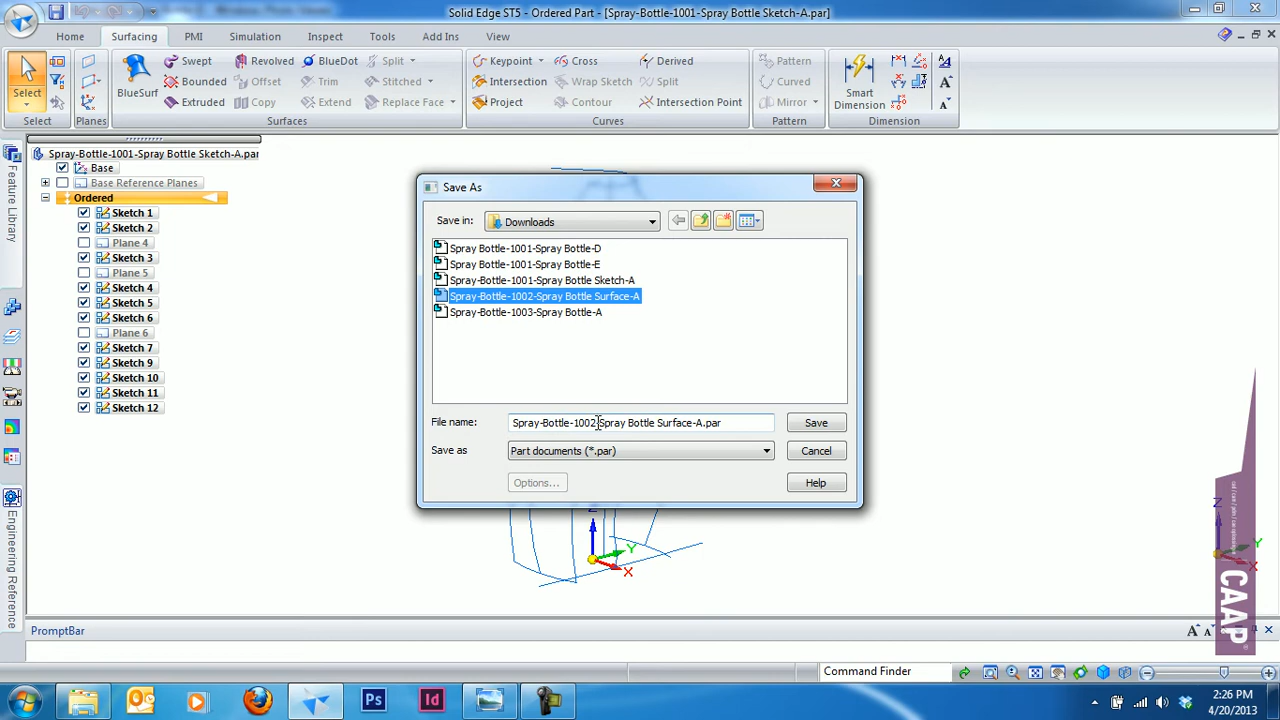 Solid Edge ST5 - Ordered Part - [Spray-Bottle-1001-Spray Bottle Sketch-A.par]
Home Surfacing PMI Simulation Inspect Tools Add Ins View
Select
Select
Planes
BlueSurf
Swept Revolved BlueDot Split
Bounded Offset Trim Stitched
Extruded Copy Extend Replace Face
Surfaces
Keypoint Cross Derived
Intersection Wrap Sketch Split
Project Contour Intersection Point
Curves
Pattern
Curved
Mirror
Pattern
Smart
Dimension
Dimension
Feature Library
Engineering Reference
Spray-Bottle-1001-Spray Bottle Sketch-A.par
Base
Base Reference Planes
Ordered
Sketch 1
Sketch 2
Plane 4
Sketch 3
Plane 5
Sketch 4
Sketch 5
Sketch 6
Plane 6
Sketch 7
Sketch 9
Sketch 10
Sketch 11
Sketch 12
Save As
Save in: Downloads
Spray Bottle-1001-Spray Bottle-D
Spray Bottle-1001-Spray Bottle-E
Spray-Bottle-1001-Spray Bottle Sketch-A
Spray-Bottle-1002-Spray Bottle Surface-A
Spray-Bottle-1003-Spray Bottle-A
File name: Spray-Bottle-1002-Spray Bottle Surface-A.par Save
Save as Part documents (*.par) Cancel
Options... Help
Z
Y
X
Z
Y
X
CAAP
PromptBar
Command Finder
Ps Id
2:26 PM
4/20/2013